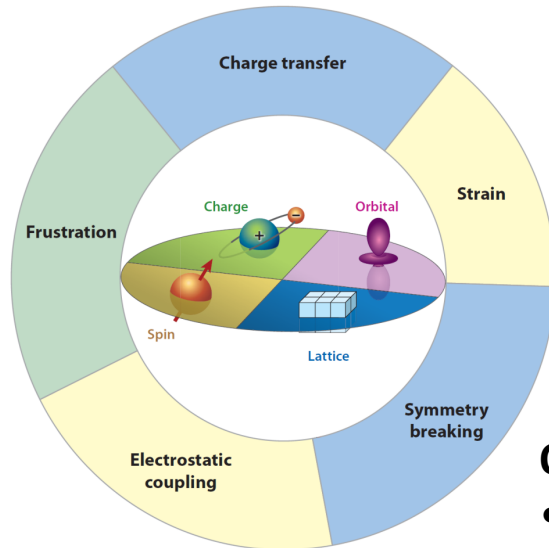 Charge transfer
Strain
Charge
−
+
Orbital
Frustration
Spin
Lattice
Symmetry
breaking
Electrostatic
coupling
•